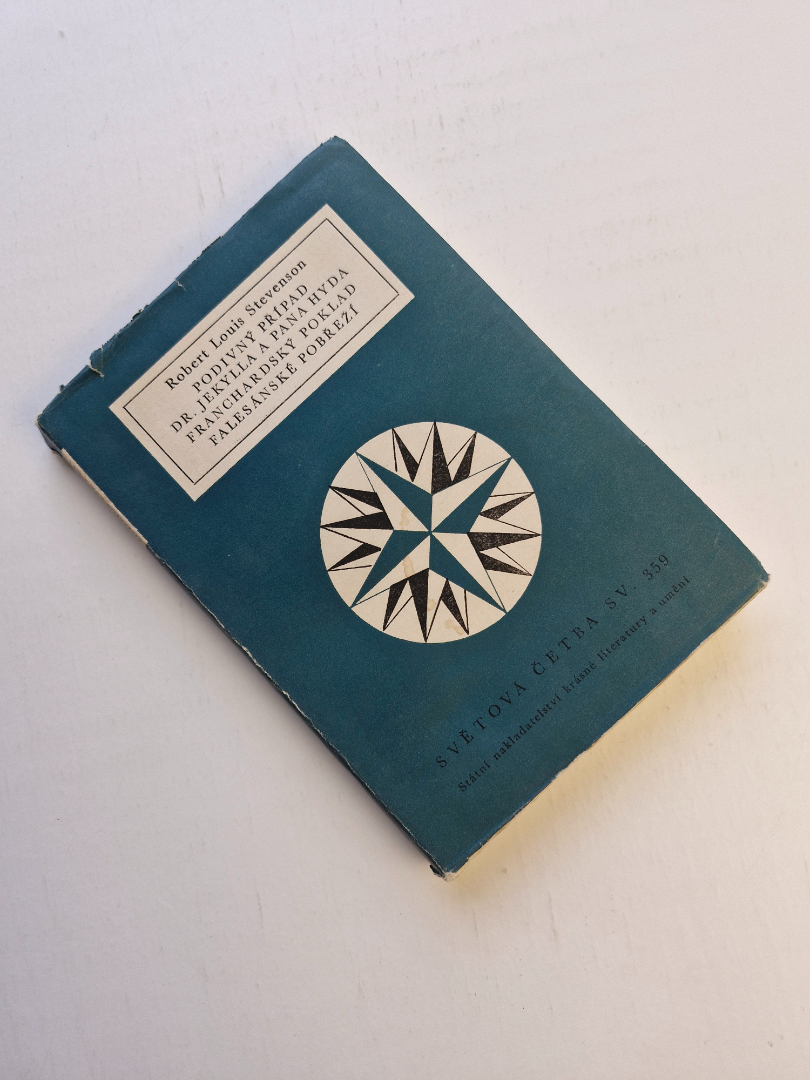 Robert Louis Stevenson
PODIVNÝ PŘÍPAD
DR. JEKYLLA A PANA HYDA
FRANCHARDSKÝ POKLAD
FALESÁNSKÉ POBŘEŽÍ
SVĚTOVÁ ČETBA SV. 359
Státní nakladatelství krásné literatury a umění